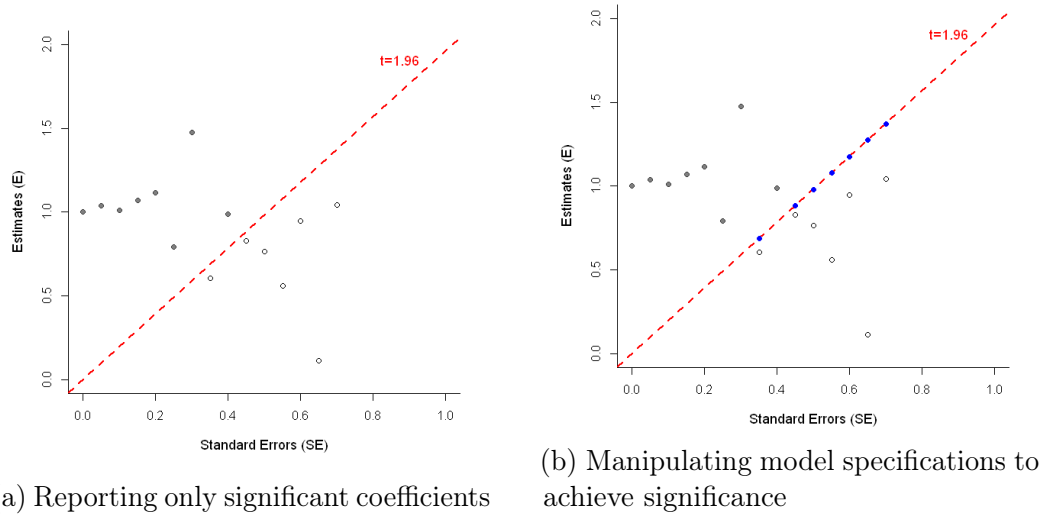 t=1.96
2.0
1.5
1.0
0.5
0.0
Estimates (E)
0.0 0.2 0.4 0.6 0.8 1.0
Standard Errors (SE)
a) Reporting only significant coefficients
t=1.96
2.0
1.5
1.0
0.5
0.0
Estimates (E)
0.0 0.2 0.4 0.6 0.8 1.0
Standard Errors (SE)
(b) Manipulating model specifications to
achieve significance